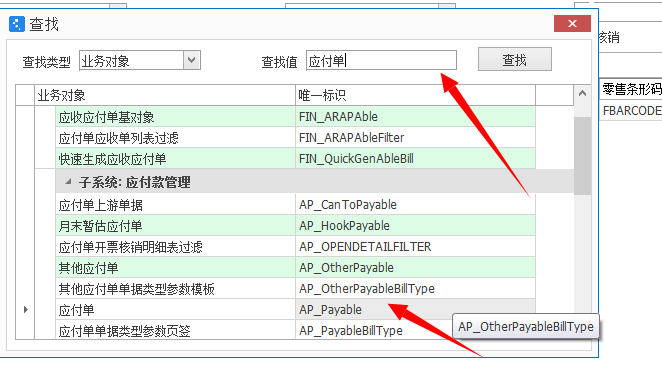 查找
查找类型 业务对象 查找值 应付单 查找
业务对象 唯一标识
应收应付单基对象 FIN_ARAPAble
应付单应收单列表过滤 FIN_ARAPAbleFilter
快速生成应收应付单 FIN_QuickGenAbleBill
子系统: 应付款管理
应付单上游单据 AP_CanToPayable
月末暂估应付单 AP_HookPayable
应付单开票核销明细表过滤 AP_OPENDETAILFILTER
其他应付单 AP_OtherPayable
其他应付单单据类型参数模板 AP_OtherPayableBillType
应付单 AP_Payable
应付单单据类型参数页签 AP_PayableBillType
AP_OtherPayableBillType
核销
零售条形码
FBARCODE